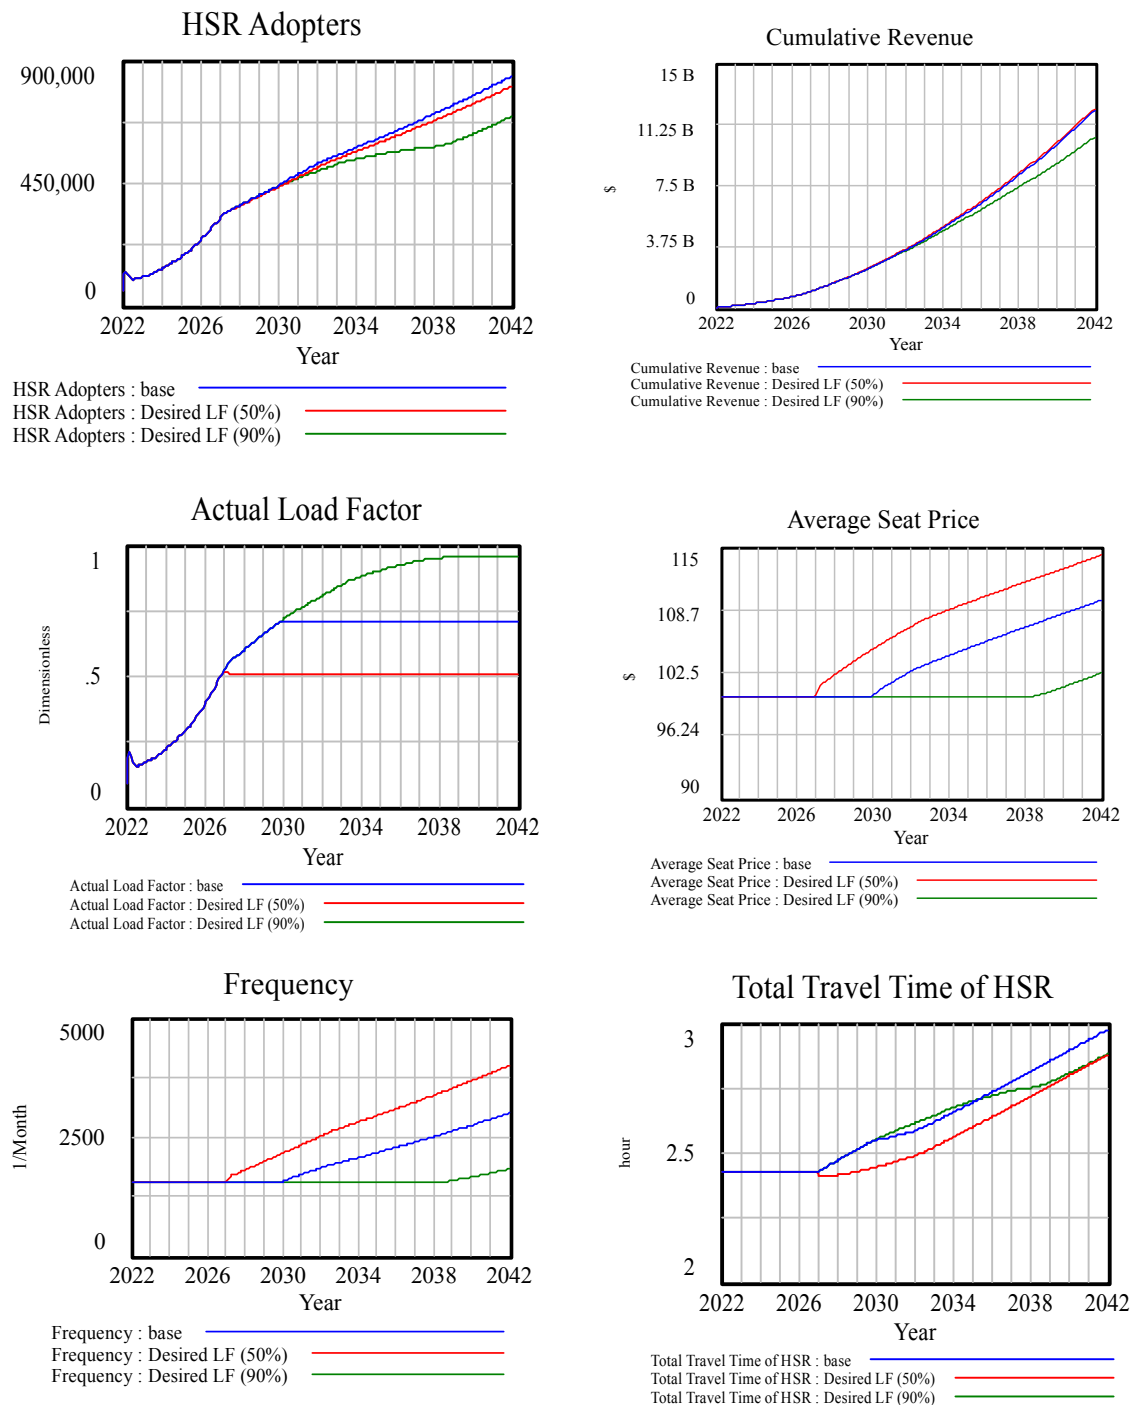 HSR Adopters
900,000
450,000
0
2022 2026 2030 2034 2038 2042
Year
HSR Adopters : base
HSR Adopters : Desired LF (50%)
HSR Adopters : Desired LF (90%)
Cumulative Revenue
15 B
11.25 B
7.5 B
3.75 B
0
$
2022 2026 2030 2034 2038 2042
Year
Cumulative Revenue : base
Cumulative Revenue : Desired LF (50%)
Cumulative Revenue : Desired LF (90%)
Actual Load Factor
1
.5
0
Dimensionless
2022 2026 2030 2034 2038 2042
Year
Actual Load Factor : base
Actual Load Factor : Desired LF (50%)
Actual Load Factor : Desired LF (90%)
Average Seat Price
115
108.7
102.5
96.24
90
$
2022 2026 2030 2034 2038 2042
Year
Average Seat Price : base
Average Seat Price : Desired LF (50%)
Average Seat Price : Desired LF (90%)
Frequency
5000
2500
0
1/Month
2022 2026 2030 2034 2038 2042
Year
Frequency : base
Frequency : Desired LF (50%)
Frequency : Desired LF (90%)
Total Travel Time of HSR
3
2.5
2
hour
2022 2026 2030 2034 2038 2042
Year
Total Travel Time of HSR : base
Total Travel Time of HSR : Desired LF (50%)
Total Travel Time of HSR : Desired LF (90%)